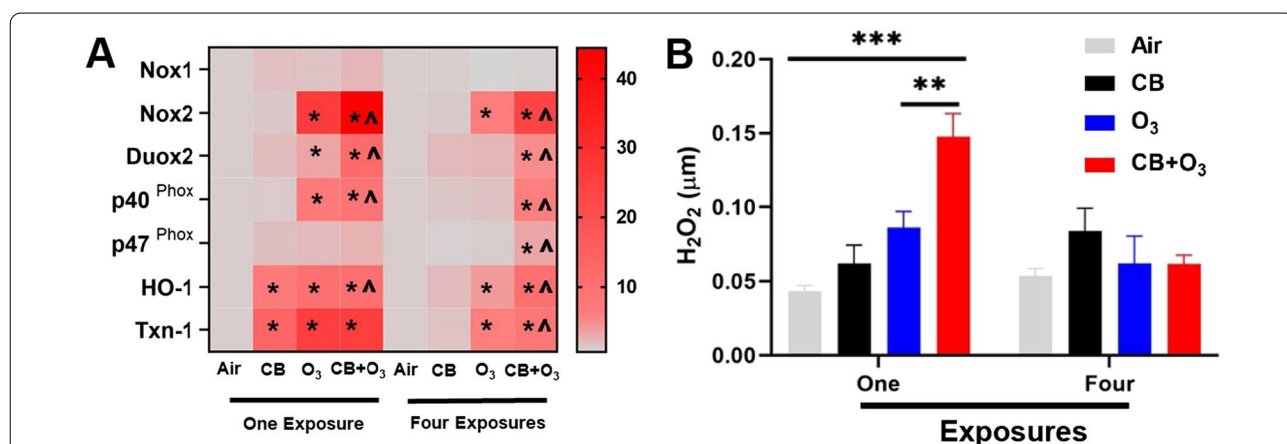 A
Nox1
Nox2
Duox2
p40 Phox
p47 Phox
HO-1
Txn-1
* *^ * *^
* *^ *^
* *^ *^
*^
* * *^ * *^
* * * * *^
40
30
20
10
Air CB O₃ CB+O₃ Air CB O₃ CB+O₃
One Exposure Four Exposures
B
***
**
H₂O₂ (μm)
0.20
0.15
0.10
0.05
0.00
One Four
Exposures
Air
CB
O₃
CB+O₃